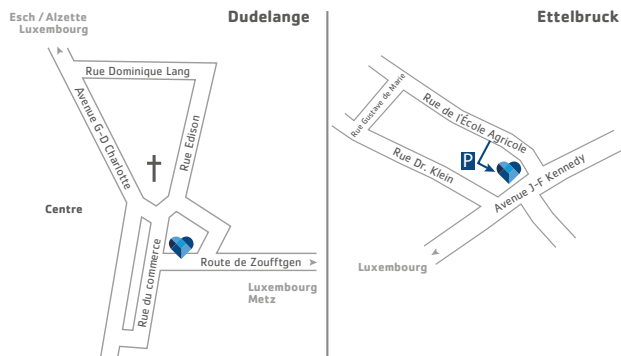 Dudelange
Esch / Alzette
Luxembourg
Rue Dominique Lang
Avenue G-D Charlotte
Rue Edison
Centre
Rue du commerce
Route de Zoufftgen
Luxembourg
Metz
Ettelbruck
Rue Gustave de Marie
Rue de l'École Agricole
P
Rue Dr. Klein
Avenue J-F Kennedy
Luxembourg